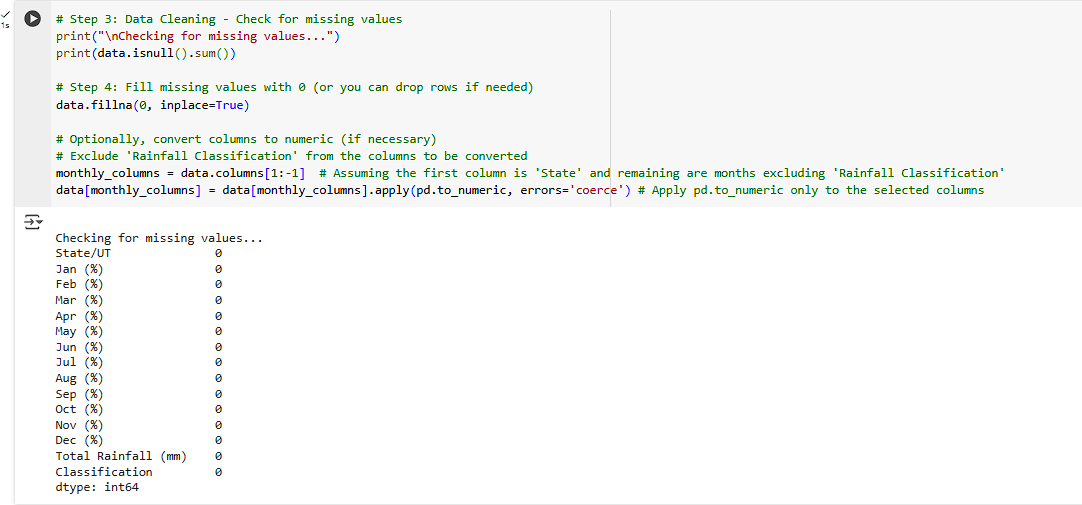 1s
# Step 3: Data Cleaning - Check for missing values
print("\nChecking for missing values...")
print(data.isnull().sum())
# Step 4: Fill missing values with 0 (or you can drop rows if needed)
data.fillna(0, inplace=True)
# Optionally, convert columns to numeric (if necessary)
# Exclude 'Rainfall Classification' from the columns to be converted
monthly_columns = data.columns[1:-1]  # Assuming the first column is 'State' and remaining are months excluding 'Rainfall Classification'
data[monthly_columns] = data[monthly_columns].apply(pd.to_numeric, errors='coerce') # Apply pd.to_numeric only to the selected columns
Checking for missing values...
State/UT 0
Jan (%) 0
Feb (%) 0
Mar (%) 0
Apr (%) 0
May (%) 0
Jun (%) 0
Jul (%) 0
Aug (%) 0
Sep (%) 0
Oct (%) 0
Nov (%) 0
Dec (%) 0
Total Rainfall (mm) 0
Classification 0
dtype: int64